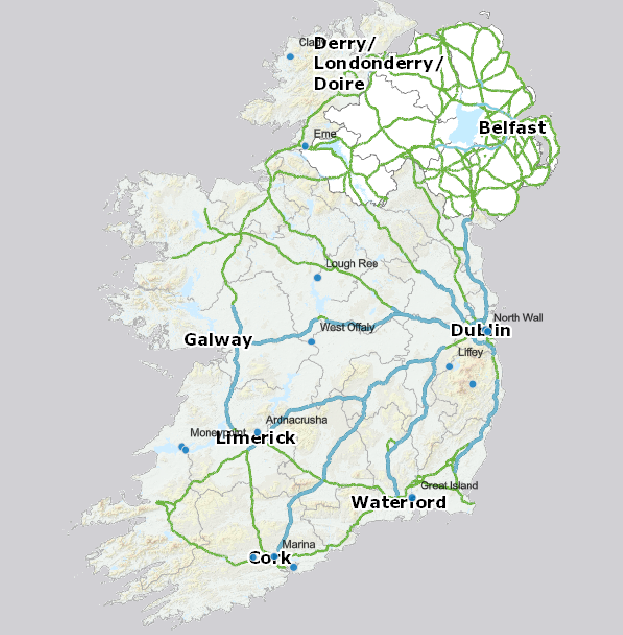 Clady
Derry/
Londonderry/
Doire
Belfast
Erne
Lough Ree
North Wall
West Offaly
Dublin
Galway
Liffey
Ardnacrusha
Moneypoint
Limerick
Great Island
Waterford
Marina
Cork